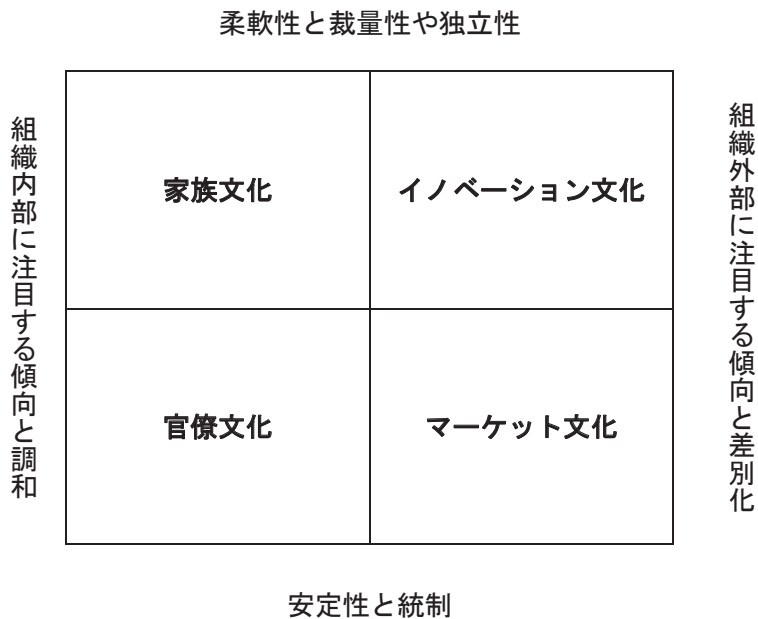 柔軟性と裁量性や独立性
組織内部に注目する傾向と調和
家族文化
イノベーション文化
組織外部に注目する傾向と差別化
官僚文化
マーケット文化
安定性と統制